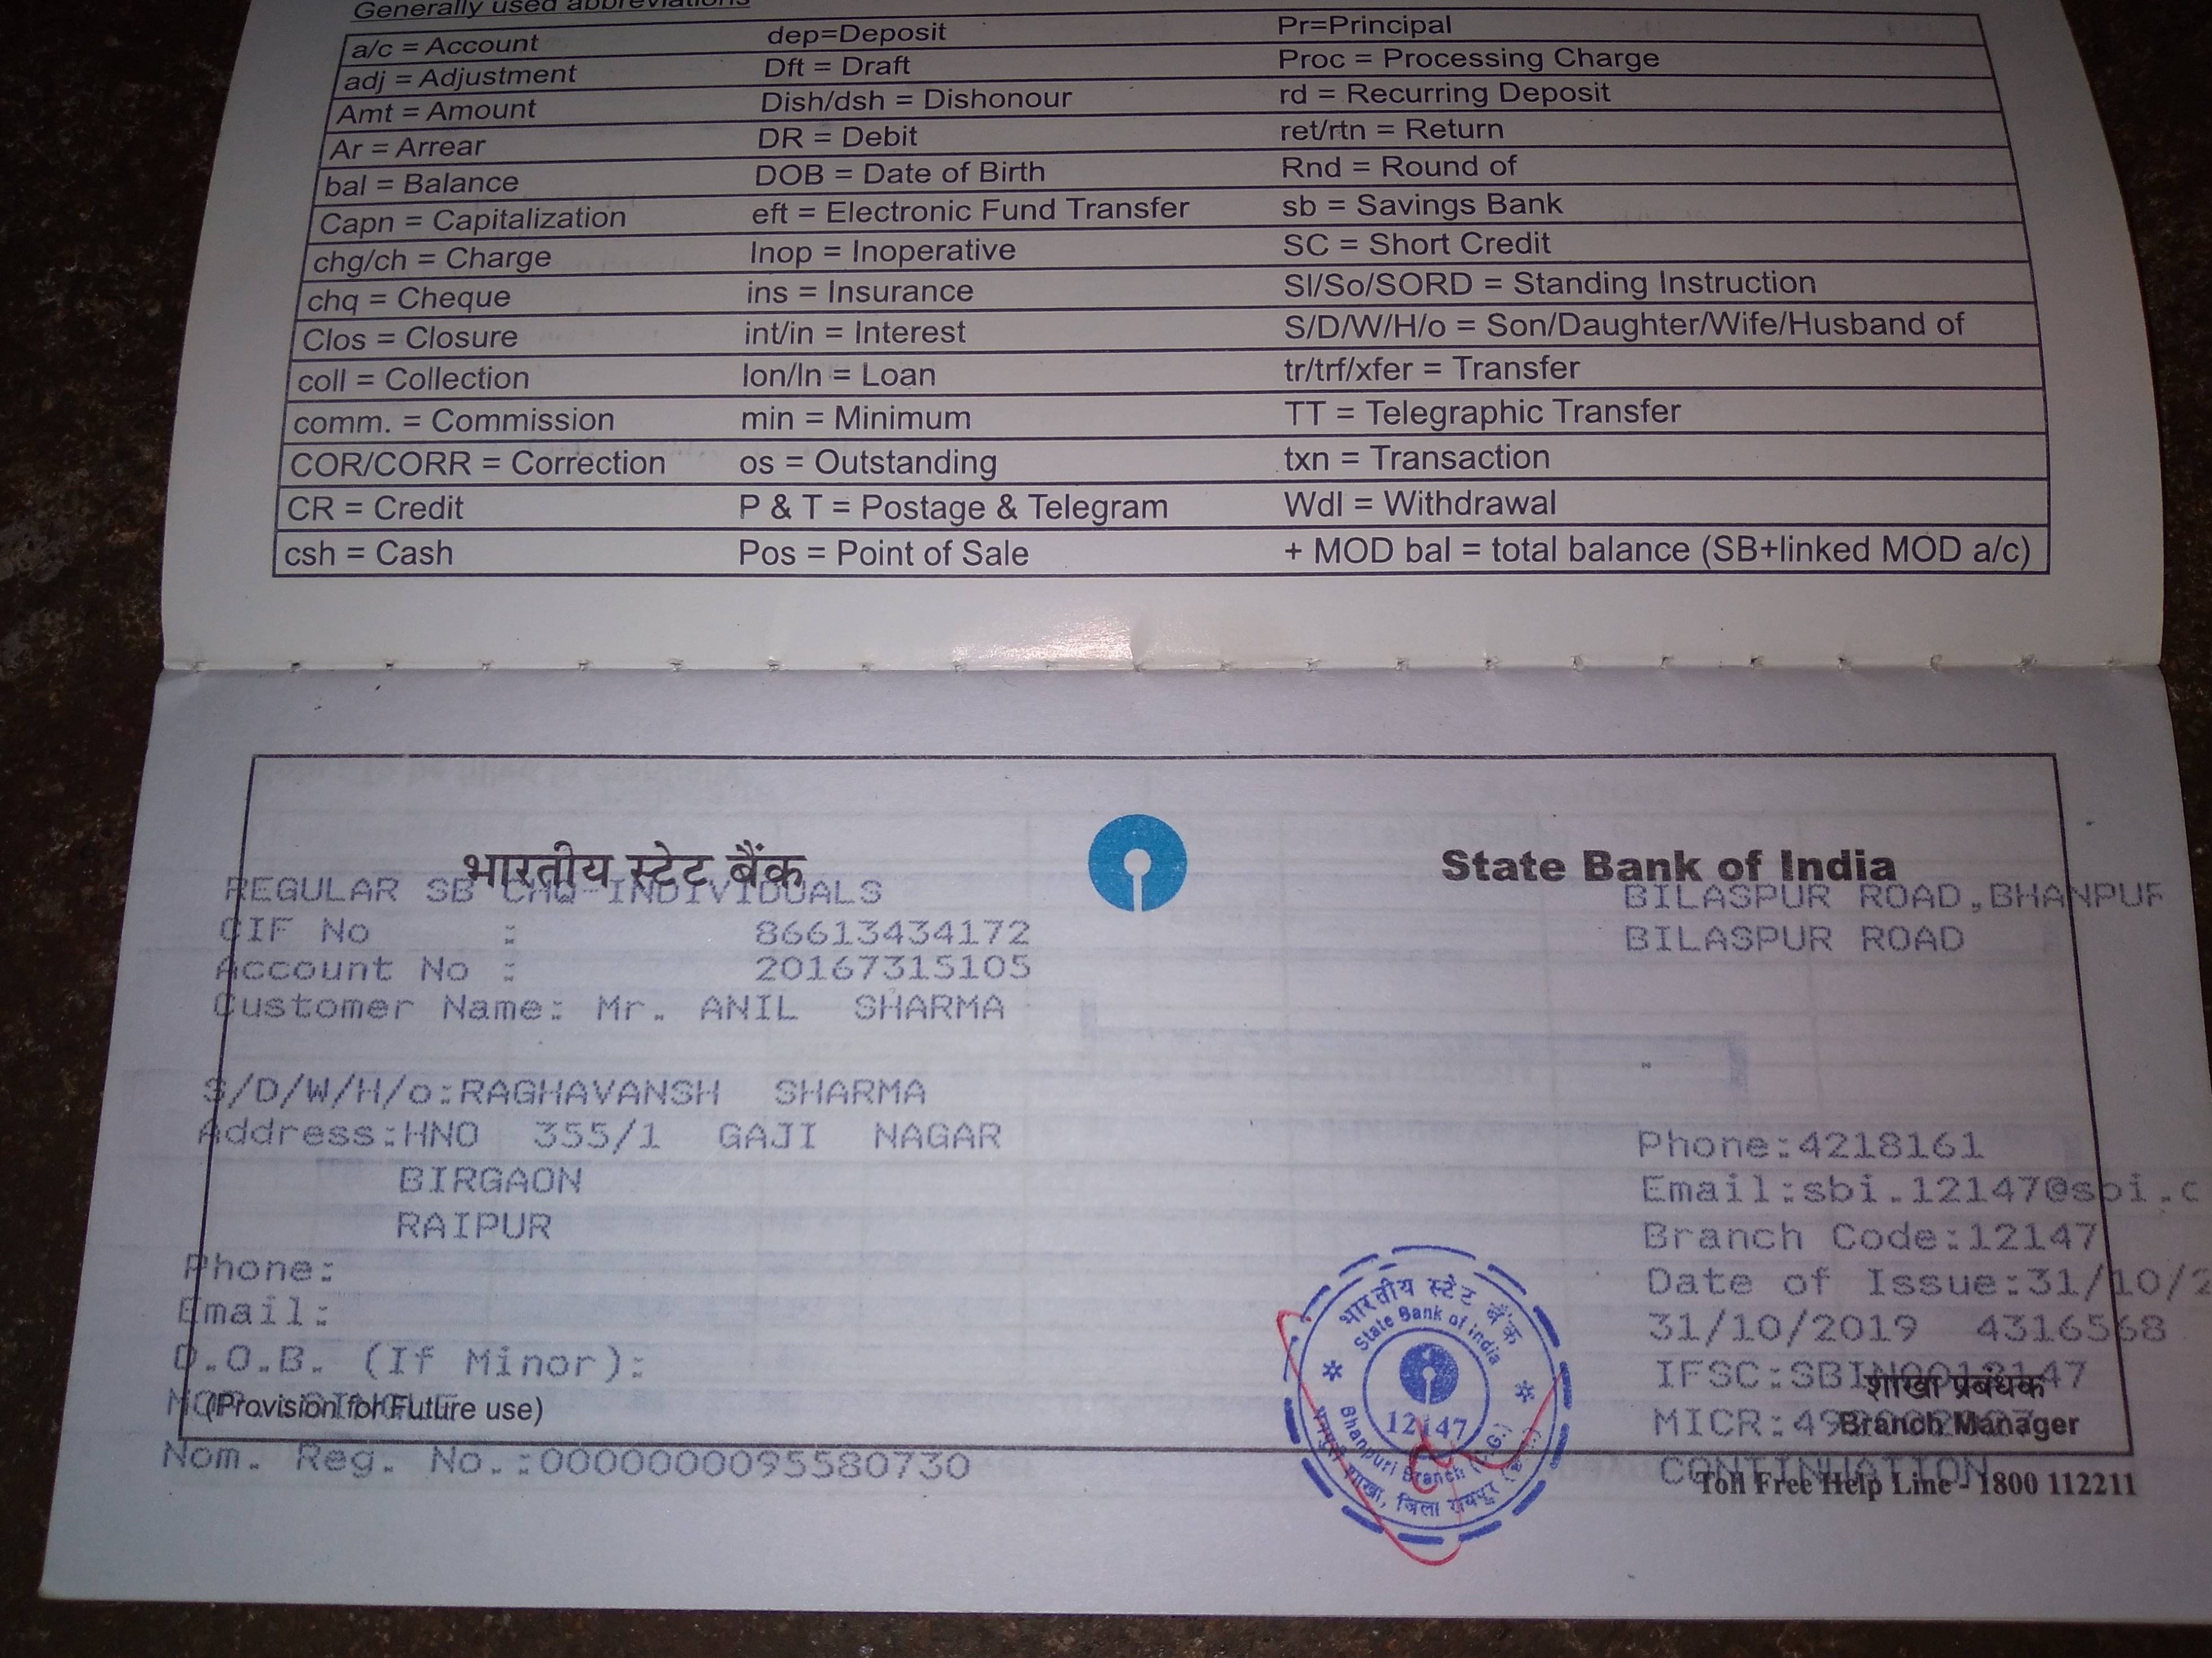 Generally used abbreviations
a/c = Account dep=Deposit Pr=Principal
adj = Adjustment Dft = Draft Proc = Processing Charge
Amt = Amount Dish/dsh = Dishonour rd = Recurring Deposit
Ar = Arrear DR = Debit ret/rtn = Return
bal = Balance DOB = Date of Birth Rnd = Round of
Capn = Capitalization eft = Electronic Fund Transfer sb = Savings Bank
chg/ch = Charge Inop = Inoperative SC = Short Credit
chq = Cheque ins = Insurance SI/So/SORD = Standing Instruction
Clos = Closure int/in = Interest S/D/W/H/o = Son/Daughter/Wife/Husband of
coll = Collection lon/ln = Loan tr/trf/xfer = Transfer
comm. = Commission min = Minimum TT = Telegraphic Transfer
COR/CORR = Correction os = Outstanding txn = Transaction
CR = Credit P & T = Postage & Telegram Wdl = Withdrawal
csh = Cash Pos = Point of Sale + MOD bal = total balance (SB+linked MOD a/c)
भारतीय स्टेट बैंक State Bank of India
REGULAR SB CHQ-INDIVIDUALS BILASPUR ROAD,BHANPUR
CIF No : 86613434172 BILASPUR ROAD
Account No : 20167315105
Customer Name: Mr. ANIL SHARMA
S/D/W/H/o:RAGHAVANSH SHARMA
Address:HNO 355/1 GAJI NAGAR Phone:4218161
BIRGAON Email:sbi.12147@sbi.c
RAIPUR Branch Code:12147
Phone: Date of Issue:31/10/2
Email: 31/10/2019 4316568
D.O.B. (If Minor): IFSC:SBIN0012147
शाखा प्रबंधक
(Provision for Future use) MICR:
Branch Manager
Nom. Reg. No.:0000000095580730 CONTINUATION
Toll Free Help Line - 1800 112211
भारतीय स्टेट बैंक
State Bank of India
12147
Bhanpuri Branch (C.G.)
शाखा, जिला रायपुर